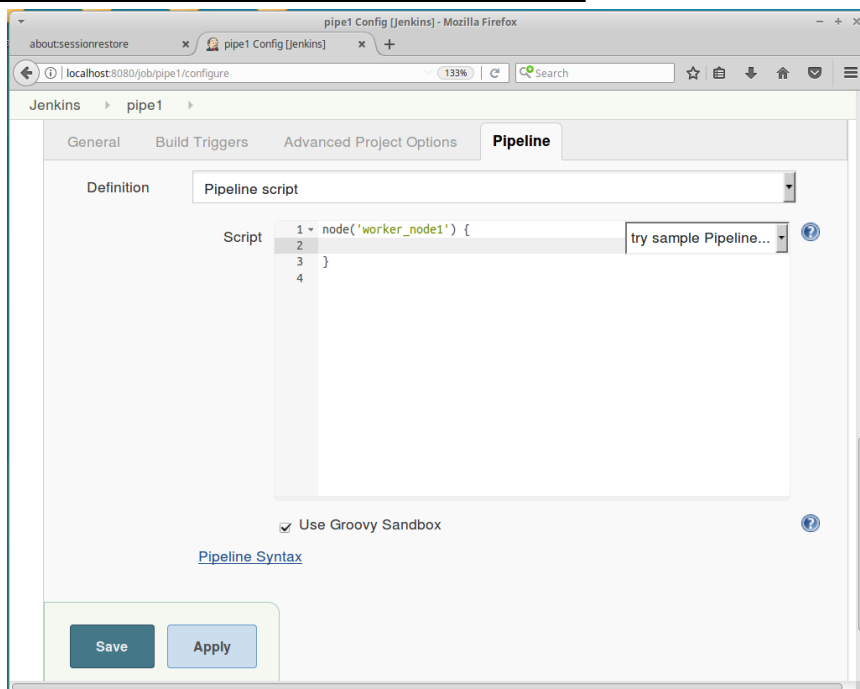 pipe1 Config [Jenkins] - Mozilla Firefox
about:sessionrestore
pipe1 Config [Jenkins]
localhost:8080/job/pipe1/configure
133%
Search
Jenkins
pipe1
General
Build Triggers
Advanced Project Options
Pipeline
Definition
Pipeline script
Script
1 node('worker_node1') {
try sample Pipeline...
2
3 }
4
Use Groovy Sandbox
Pipeline Syntax
Save
Apply